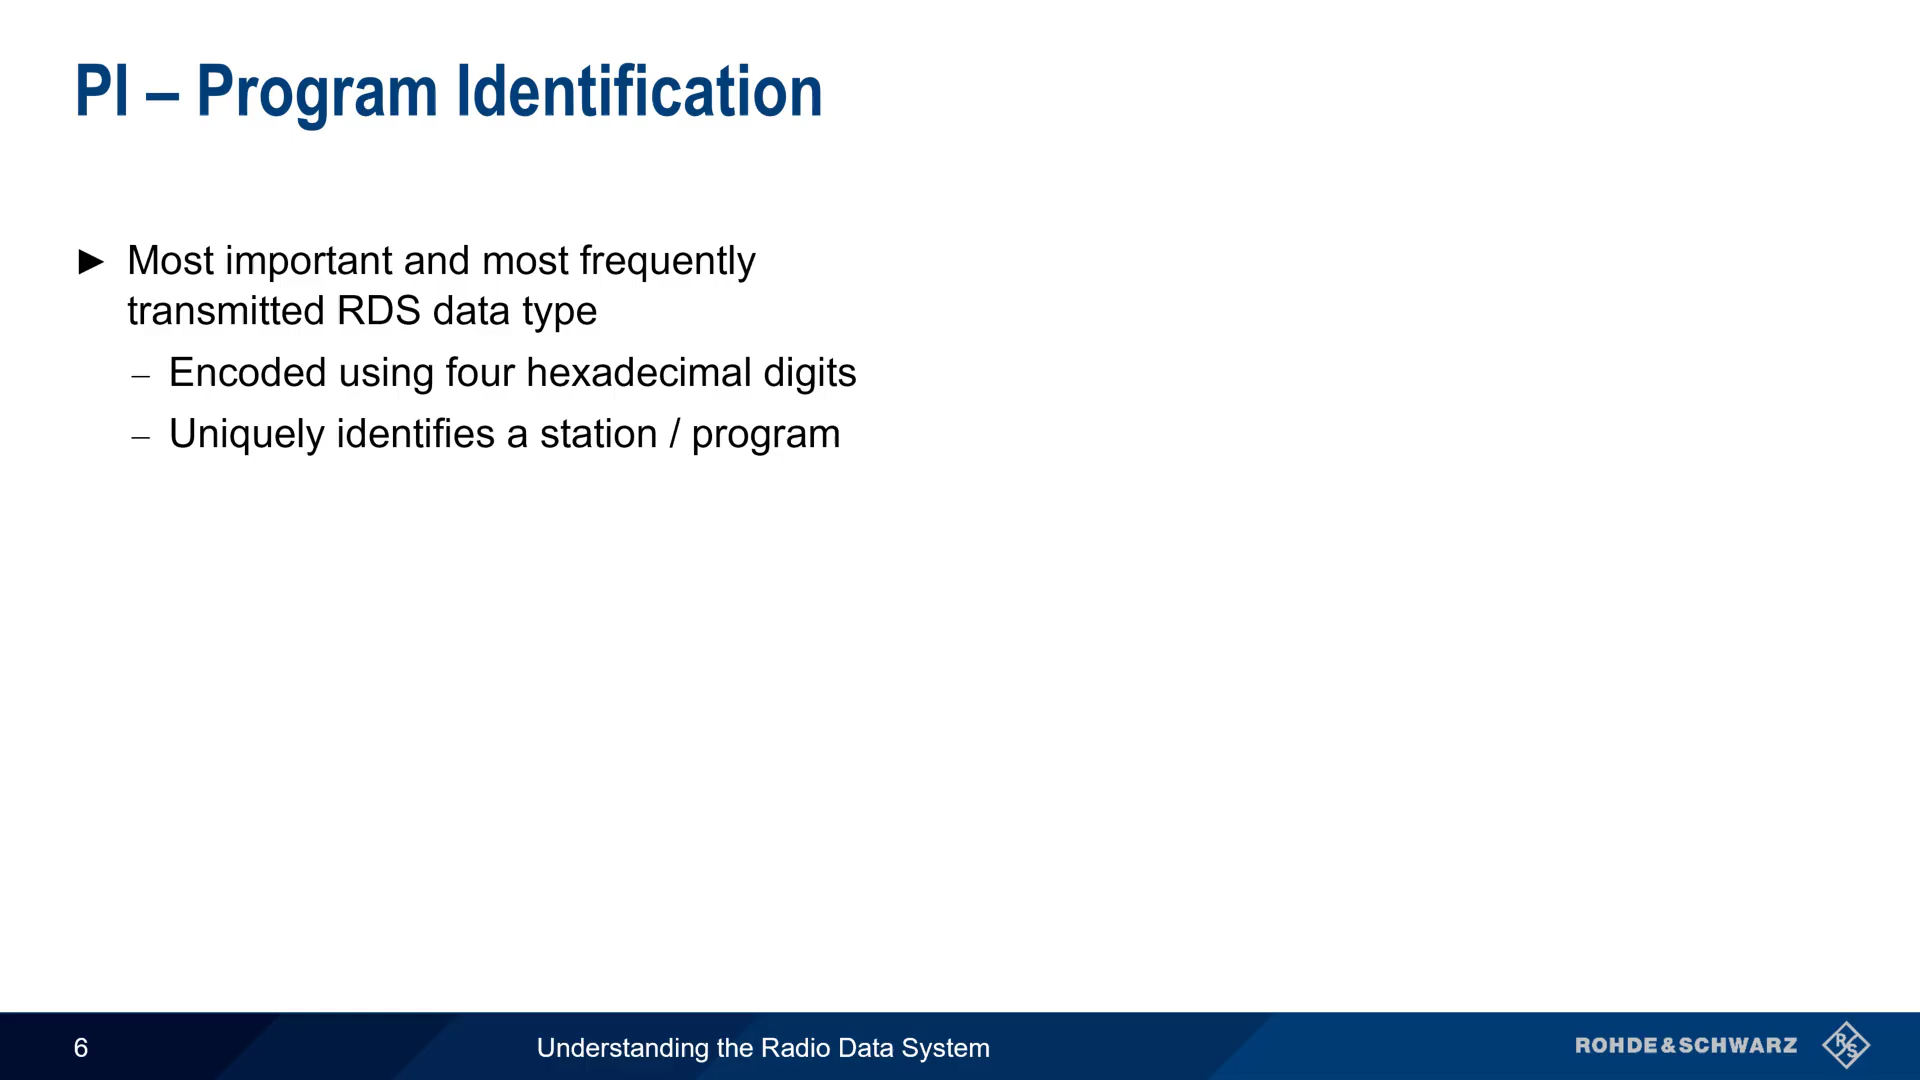 PI – Program Identification
► Most important and most frequently
transmitted RDS data type
– Encoded using four hexadecimal digits
– Uniquely identifies a station / program
6
Understanding the Radio Data System
ROHDE&SCHWARZ
R&S